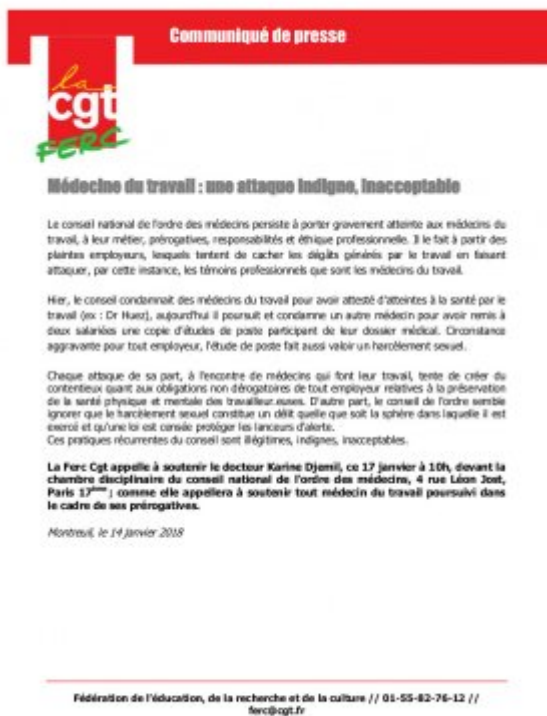 Communiqué de presse
la
cgt
FERC
Médecine du travail : une attaque indigne, inacceptable
Le conseil national de l'ordre des médecins persiste à porter gravement atteinte aux médecins du
travail, à leur métier, prérogatives, responsabilités et éthique professionnelle. Il le fait à partir des
plaintes employeurs, lesquels tentent de cacher les dégâts générés par le travail en faisant
attaquer, par cette instance, les témoins professionnels que sont les médecins du travail.
Hier, le conseil condamnait des médecins du travail pour avoir attesté d'atteintes à la santé par le
travail (ex : Dr Huez), aujourd'hui il poursuit et condamne un autre médecin pour avoir remis à
deux salariées une copie d'études de poste participant de leur dossier médical. Circonstance
aggravante pour tout employeur, l'étude de poste fait aussi valoir un harcèlement sexuel.
Chaque attaque de sa part, à l'encontre de médecins qui font leur travail, tente de créer du
contentieux quant aux obligations non dérogatoires de tout employeur relatives à la préservation
de la santé physique et mentale des travailleur.euses. D'autre part, le conseil de l'ordre semble
ignorer que le harcèlement sexuel constitue un délit quelle que soit la sphère dans laquelle il est
exercé et qu'une loi est censée protéger les lanceurs d'alerte.
Ces pratiques récurrentes du conseil sont illégitimes, indignes, inacceptables.
La Ferc Cgt appelle à soutenir le docteur Karine Djemil, ce 17 janvier à 10h, devant la
chambre disciplinaire du conseil national de l'ordre des médecins, 4 rue Léon Jost,
Paris 17ème ; comme elle appellera à soutenir tout médecin du travail poursuivi dans
le cadre de ses prérogatives.
Montreuil, le 14 janvier 2018
Fédération de l'éducation, de la recherche et de la culture // 01-55-82-76-12 //
ferc@cgt.fr